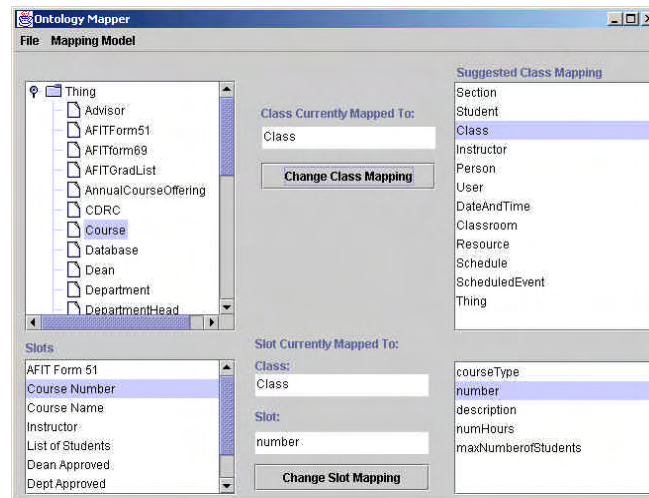 Ontology Mapper
File Mapping Model
Thing
Advisor
AFITForm51
AFITform69
AFITGradList
AnnualCourseOffering
CDRC
Course
Database
Dean
Department
DepartmentHead
Class Currently Mapped To:
Class
Change Class Mapping
Suggested Class Mapping
Section
Student
Class
Instructor
Person
User
DateAndTime
Classroom
Resource
Schedule
ScheduledEvent
Thing
Slots
AFIT Form 51
Course Number
Course Name
Instructor
List of Students
Dean Approved
Dept Approved
Slot Currently Mapped To:
Class:
Class
Slot:
number
Change Slot Mapping
courseType
number
description
numHours
maxNumberofStudents